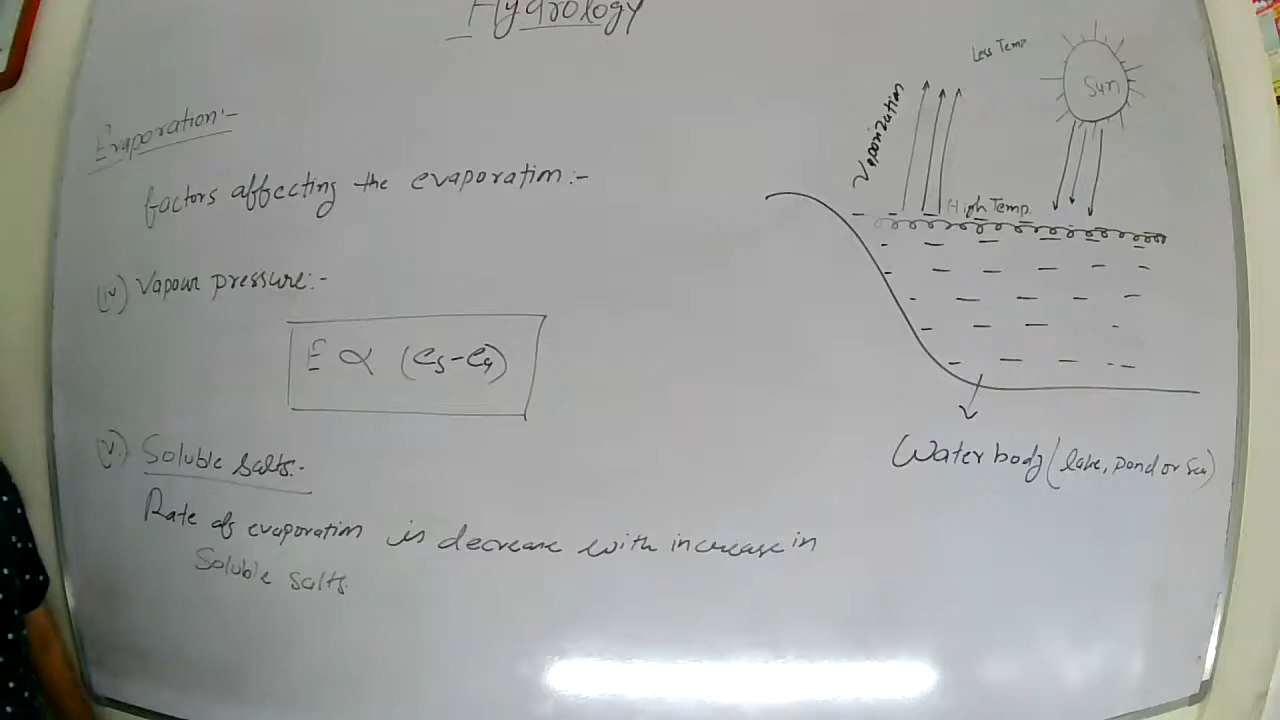 Hydrology
Evaporation:-
factors affecting the evaporation:-
(iv) Vapour pressure:-
E ∝ (es-ea)
(v.) Soluble salts:-
Rate of evaporation is decrease with increase in
Soluble salts.
Less Temp.
Sun
Vaporization
High Temp.
Water body (lake, pond or Sea)